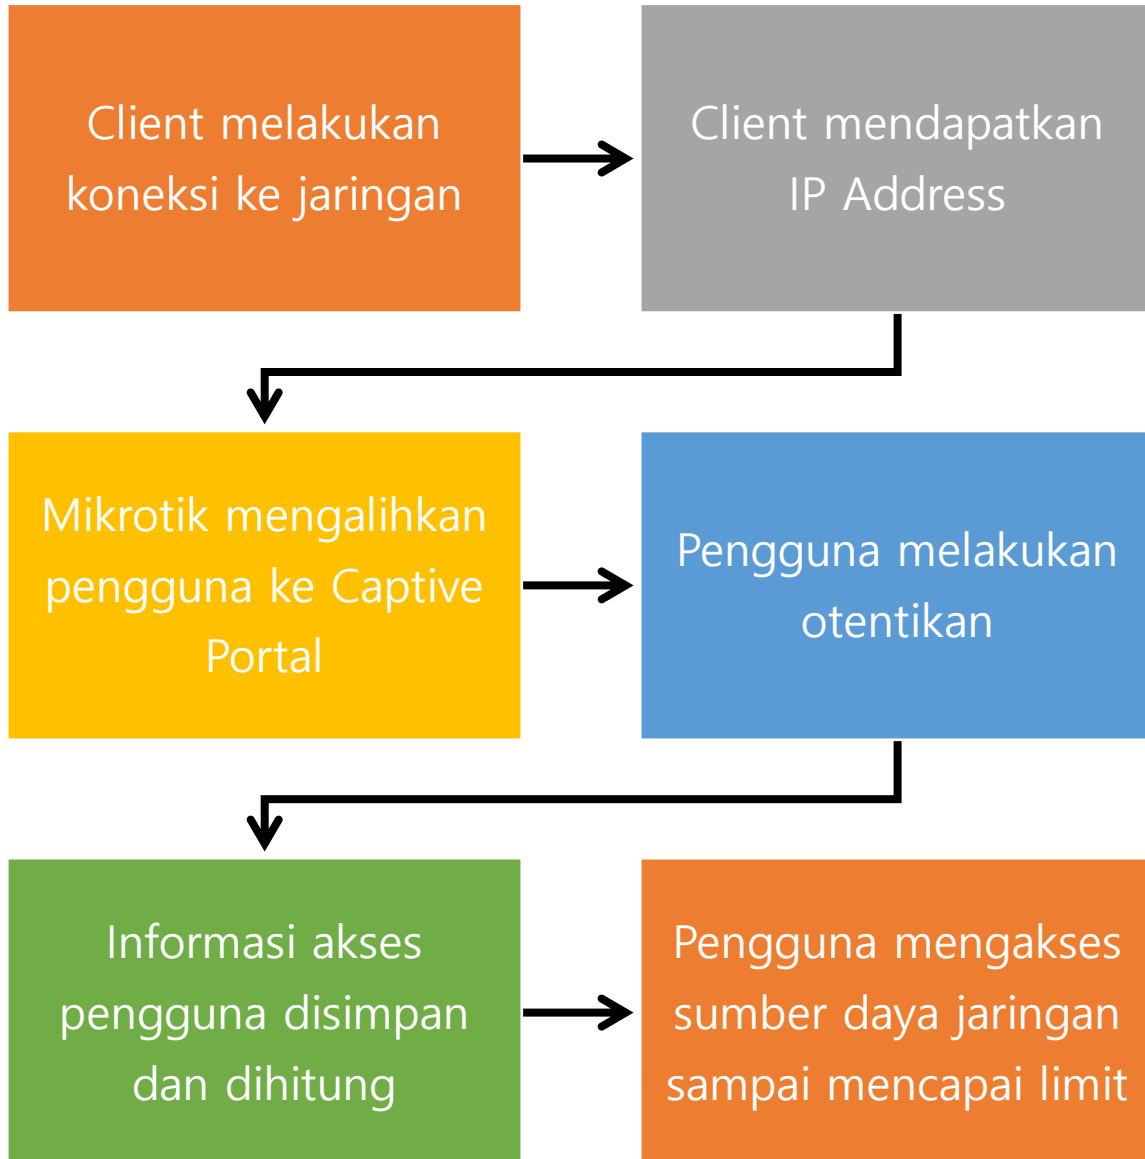 Client melakukan
koneksi ke jaringan
Client mendapatkan
IP Address
Mikrotik mengalihkan
pengguna ke Captive
Portal
Pengguna melakukan
otentikan
Informasi akses
pengguna disimpan
dan dihitung
Pengguna mengakses
sumber daya jaringan
sampai mencapai limit